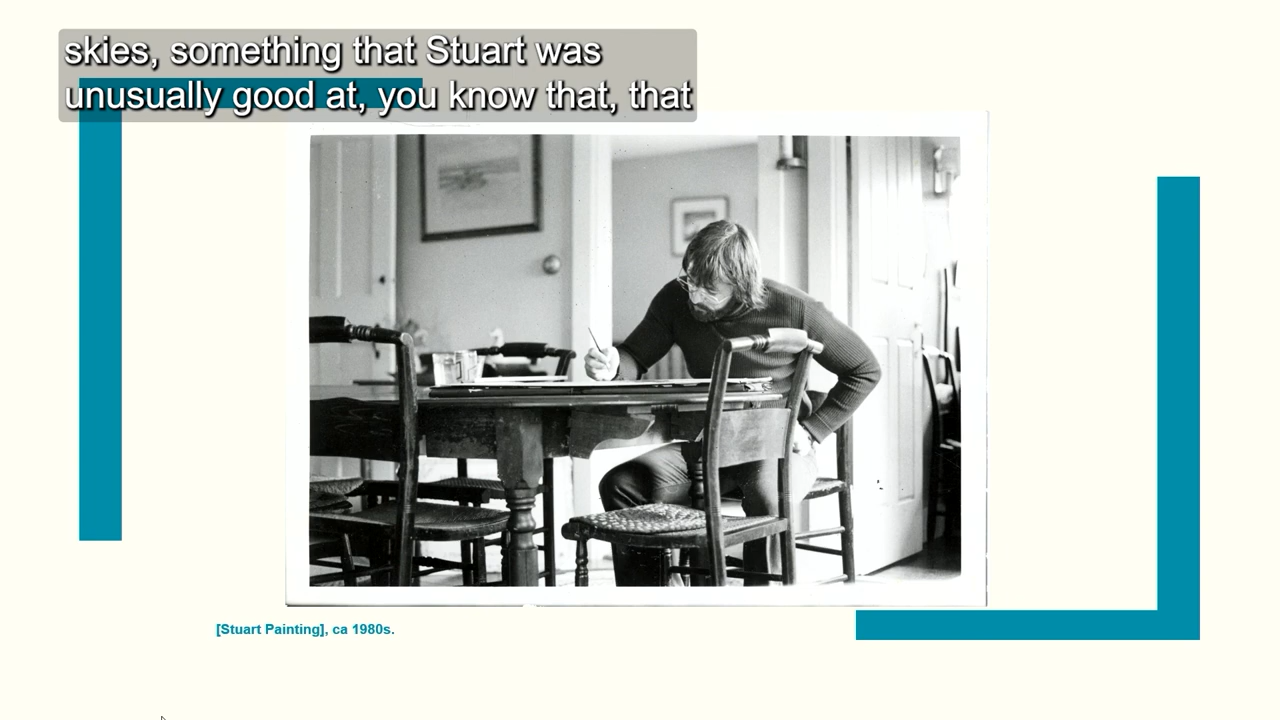 skies, something that Stuart was
unusually good at, you know that, that
[Stuart Painting], ca 1980s.